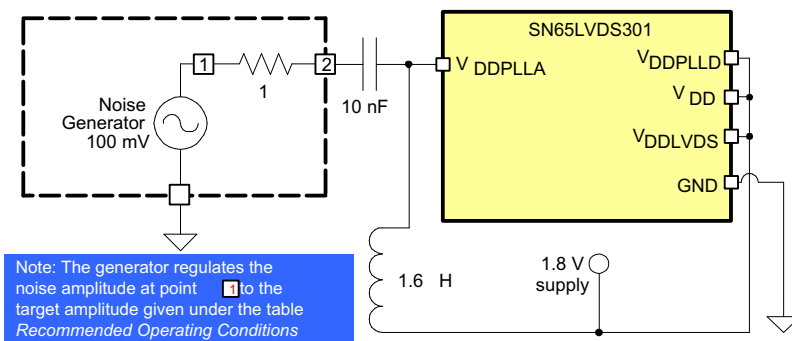 SN65LVDS301
1
2
V DDPLLA
VDDPLLD
V DD
VDDLVDS
GND
1
10 nF
Noise
Generator
100 mV
1.6 H
1.8 V
supply
Note: The generator regulates the
noise amplitude at point 1 to the
target amplitude given under the table
Recommended Operating Conditions